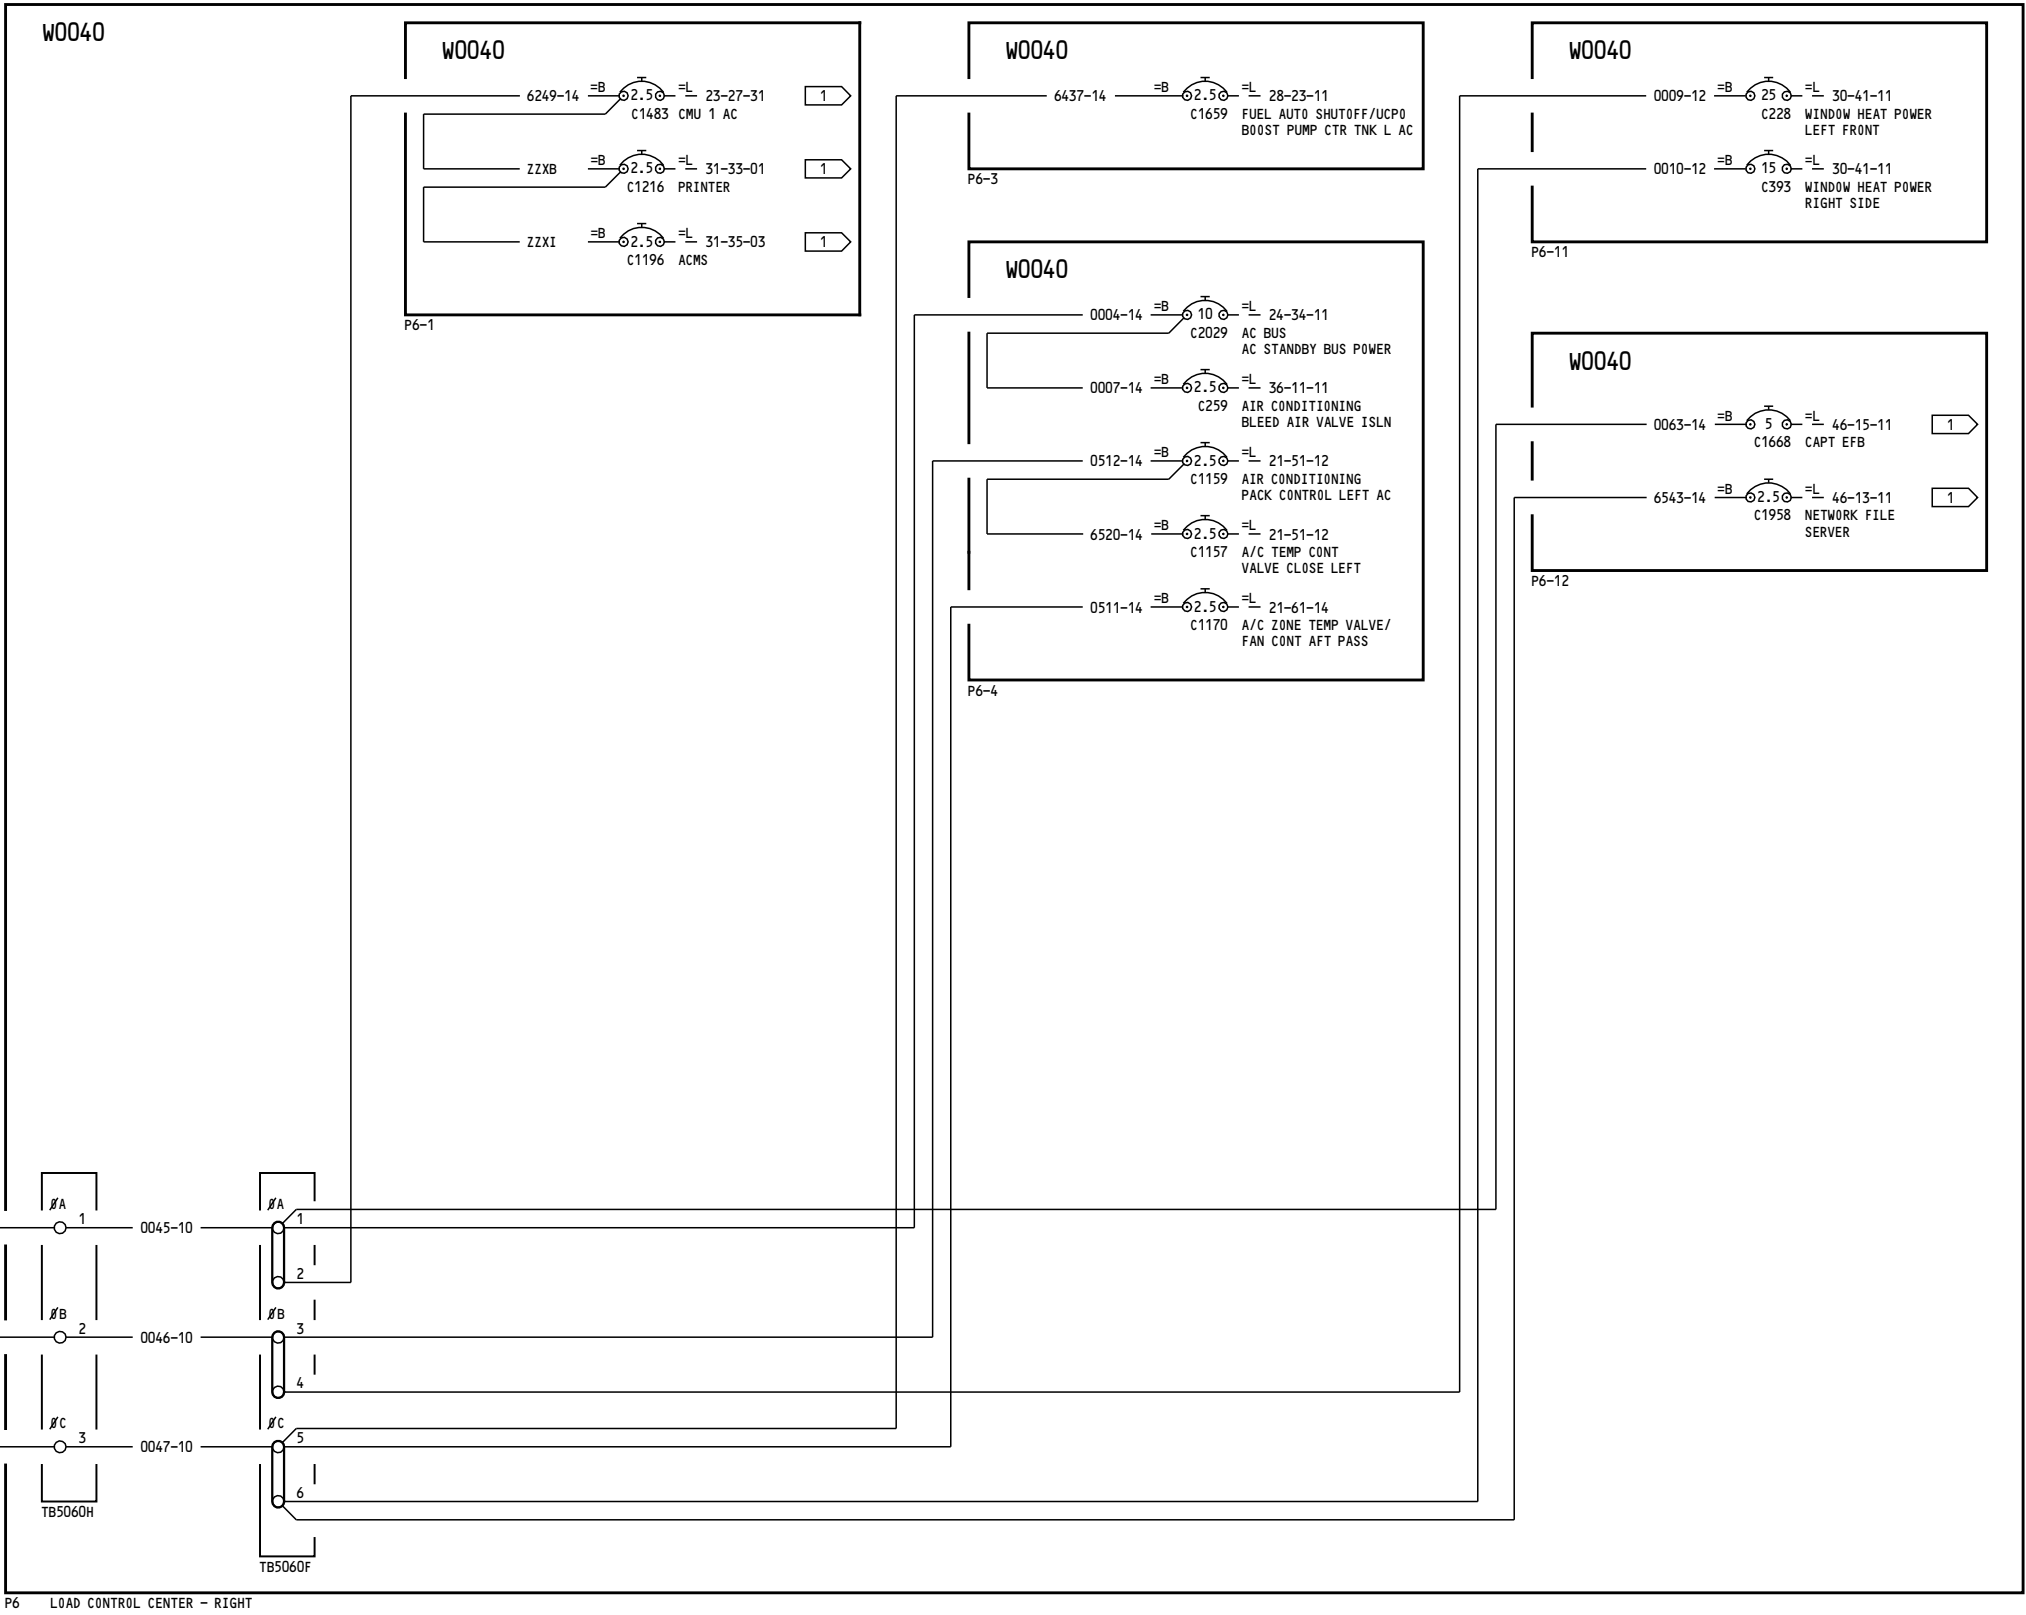 W0040
W0040
6249-14 =B 2.5 =L 23-27-31 1
C1483 CMU 1 AC
ZZXB =B 2.5 =L 31-33-01 1
C1216 PRINTER
ZZXI =B 2.5 =L 31-35-03 1
C1196 ACMS
P6-1
W0040
6437-14 =B 2.5 =L 28-23-11
C1659 FUEL AUTO SHUTOFF/UCPO
BOOST PUMP CTR TNK L AC
P6-3
W0040
0004-14 =B 10 =L 24-34-11
C2029 AC BUS
AC STANDBY BUS POWER
0007-14 =B 2.5 =L 36-11-11
C259 AIR CONDITIONING
BLEED AIR VALVE ISLN
0512-14 =B 2.5 =L 21-51-12
C1159 AIR CONDITIONING
PACK CONTROL LEFT AC
6520-14 =B 2.5 =L 21-51-12
C1157 A/C TEMP CONT
VALVE CLOSE LEFT
0511-14 =B 2.5 =L 21-61-14
C1170 A/C ZONE TEMP VALVE/
FAN CONT AFT PASS
P6-4
W0040
0009-12 =B 25 =L 30-41-11
C228 WINDOW HEAT POWER
LEFT FRONT
0010-12 =B 15 =L 30-41-11
C393 WINDOW HEAT POWER
RIGHT SIDE
P6-11
W0040
0063-14 =B 5 =L 46-15-11 1
C1668 CAPT EFB
6543-14 =B 2.5 =L 46-13-11 1
C1958 NETWORK FILE
SERVER
P6-12
ØA ØA
1 0045-10 1
2
ØB ØB
2 0046-10 3
4
ØC ØC
3 0047-10 5
6
TB5060H
TB5060F
P6 LOAD CONTROL CENTER - RIGHT